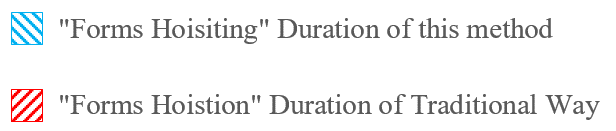 "Forms Hoisiting" Duration of this method
"Forms Hoistion" Duration of Traditional Way